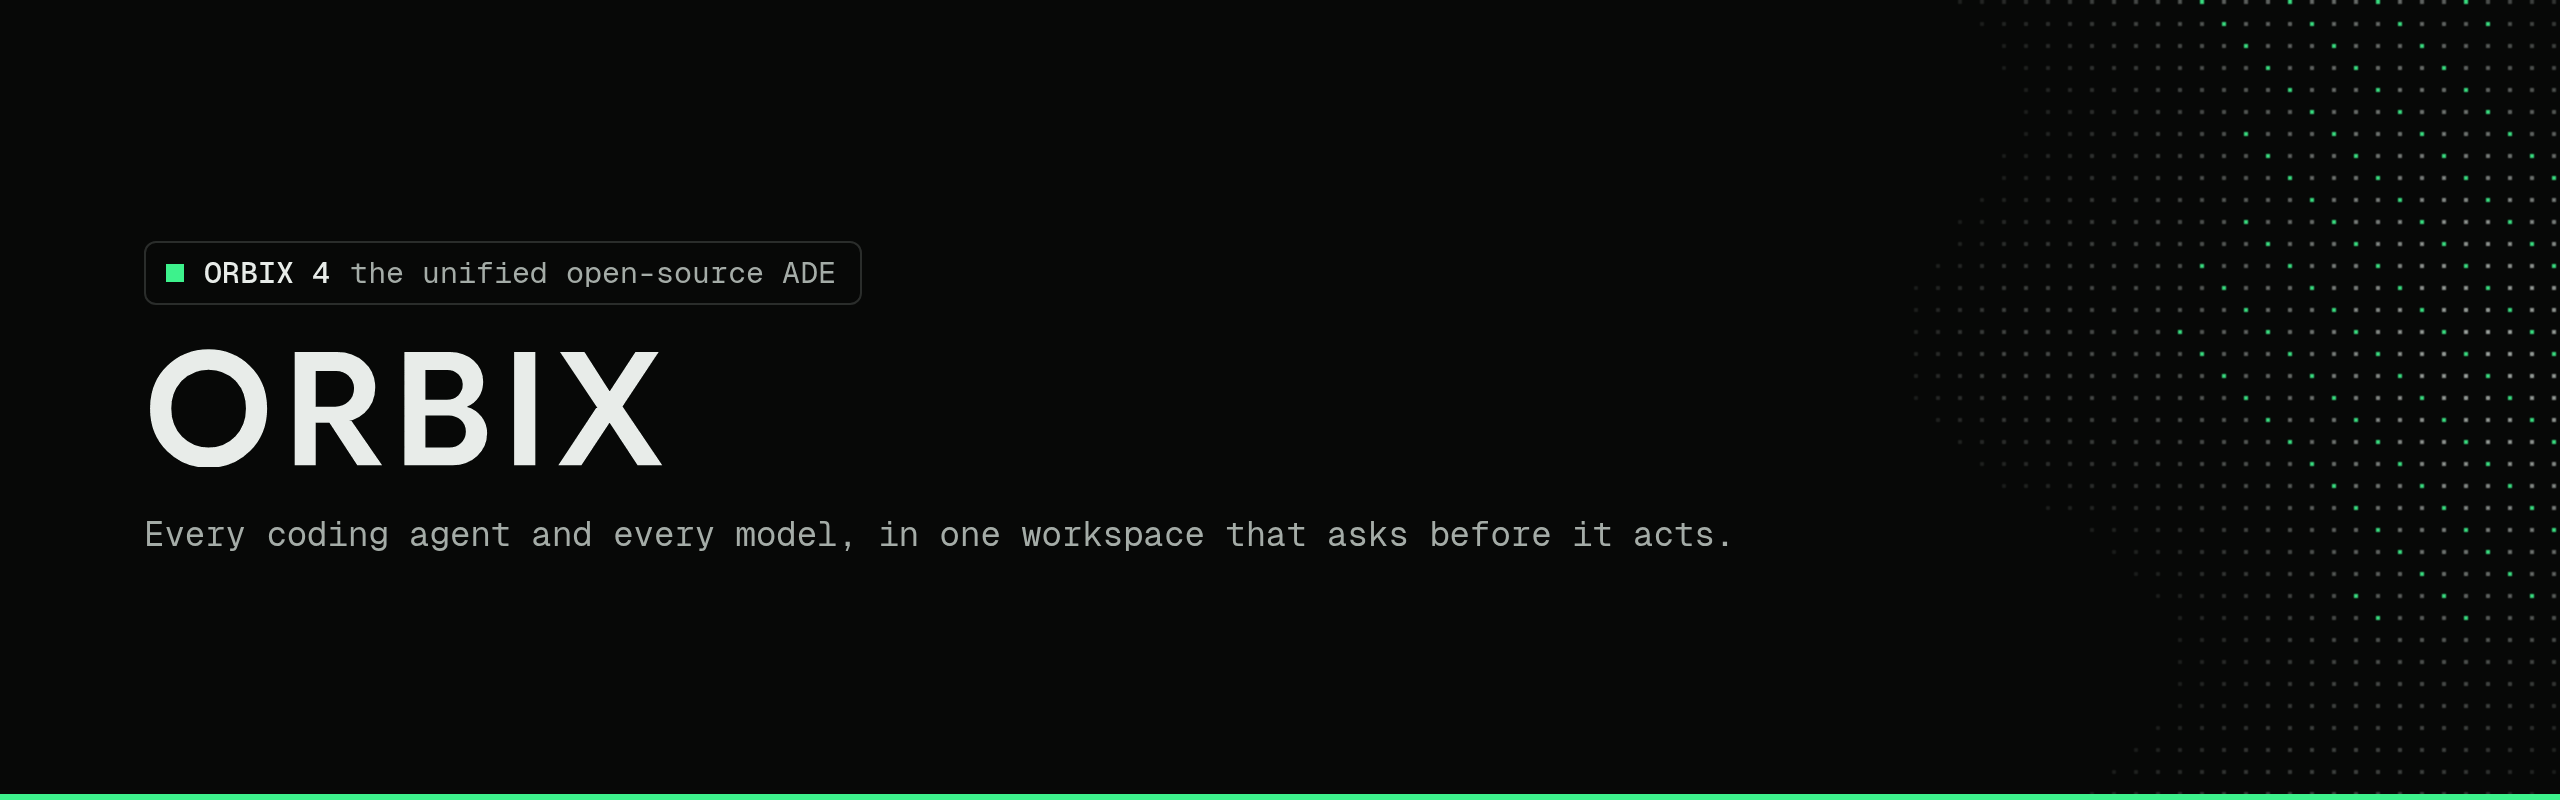 ORBIX 4 the unified open-source ADE
ORBIX
Every coding agent and every model, in one workspace that asks before it acts.